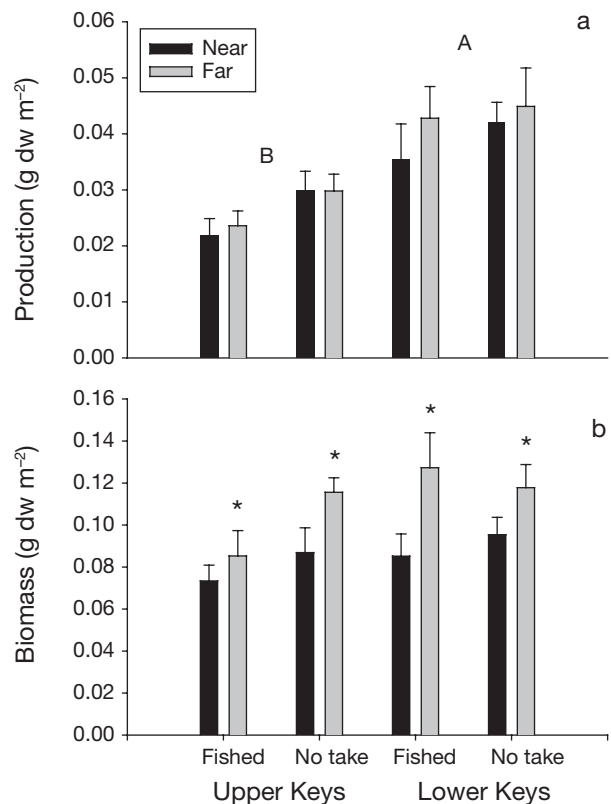 a
Near
Far
A
B
Production (g dw m⁻²)
0.06
0.05
0.04
0.03
0.02
0.01
0.00
b
Biomass (g dw m⁻²)
0.16
0.14
0.12
0.10
0.08
0.06
0.04
0.02
0.00
* * * *
Fished No take Fished No take
Upper Keys Lower Keys